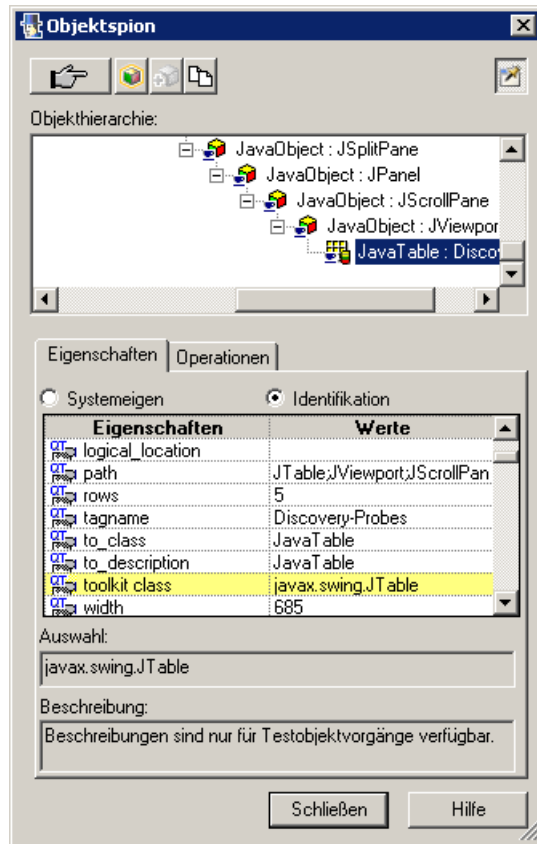 Objektspion
Objekthierarchie:
JavaObject : JSplitPane
JavaObject : JPanel
JavaObject : JScrollPane
JavaObject : JViewpor
JavaTable : Disco
Eigenschaften Operationen
Systemeigen Identifikation
Eigenschaften Werte
logical_location
path JTable;JViewport;JScrollPan
rows 5
tagname Discovery-Probes
to_class JavaTable
to_description JavaTable
toolkit class javax.swing.JTable
width 685
Auswahl:
javax.swing.JTable
Beschreibung:
Beschreibungen sind nur für Testobjektvorgänge verfügbar.
Schließen Hilfe